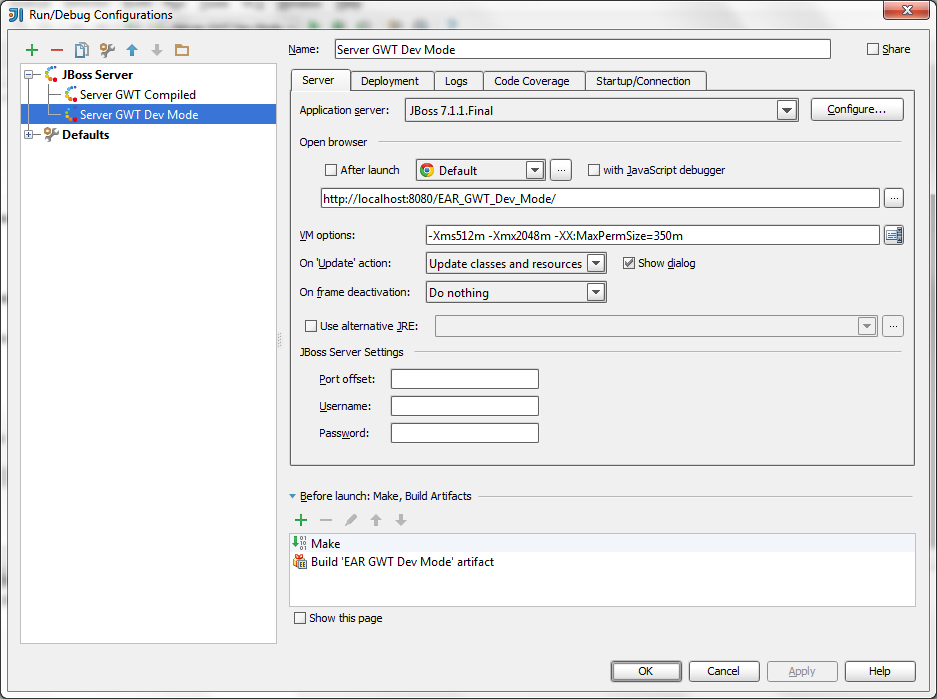 Run/Debug Configurations
Name: Server GWT Dev Mode Share
JBoss Server
Server GWT Compiled
Server GWT Dev Mode
Defaults
Server Deployment Logs Code Coverage Startup/Connection
Application server: JBoss 7.1.1.Final Configure...
Open browser
After launch Default ... with JavaScript debugger
http://localhost:8080/EAR_GWT_Dev_Mode/ ...
VM options: -Xms512m -Xmx2048m -XX:MaxPermSize=350m
On 'Update' action: Update classes and resources Show dialog
On frame deactivation: Do nothing
Use alternative JRE: ...
JBoss Server Settings
Port offset:
Username:
Password:
Before launch: Make, Build Artifacts
Make
Build 'EAR GWT Dev Mode' artifact
Show this page
OK Cancel Apply Help